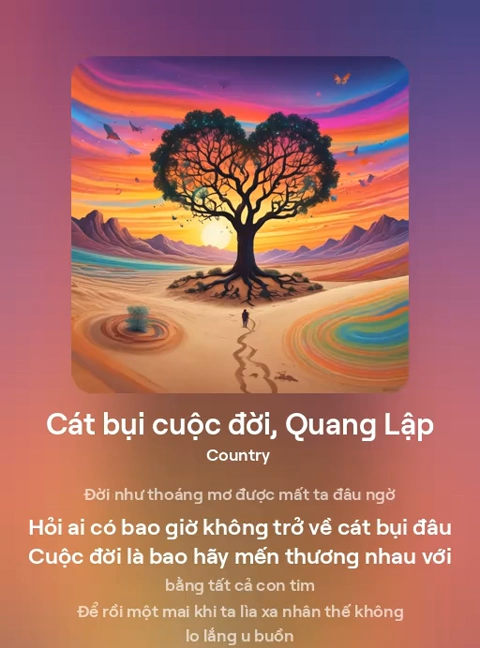 Cát bụi cuộc đời, Quang Lập
Country
Đời như thoáng mơ được mất ta đâu ngờ
Hỏi ai có bao giờ không trở về cát bụi đâu
Cuộc đời là bao hãy mến thương nhau với
bằng tất cả con tim
Để rồi một mai khi ta lìa xa nhân thế không
lo lắng u buồn